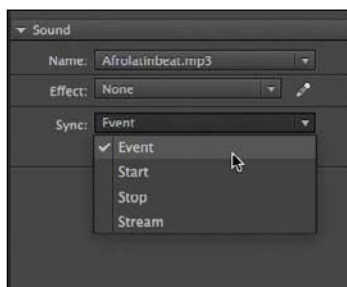 Sound
Name: Afrolatinbeat.mp3
Effect: None
Sync: Event
Event
Start
Stop
Stream